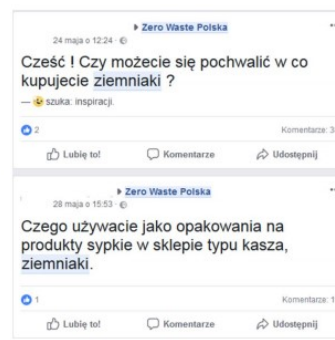 Zero Waste Polska
24 maja o 12:24 ·
Cześć ! Czy możecie się pochwalić w co
kupujecie ziemniaki ?
— szuka: inspiracji.
2 Komentarze: 3
Lubię to! Komentarze Udostępnij
Zero Waste Polska
28 maja o 15:53 ·
Czego używacie jako opakowania na
produkty sypkie w sklepie typu kasza,
ziemniaki.
1 Komentarze: 1
Lubię to! Komentarze Udostępnij